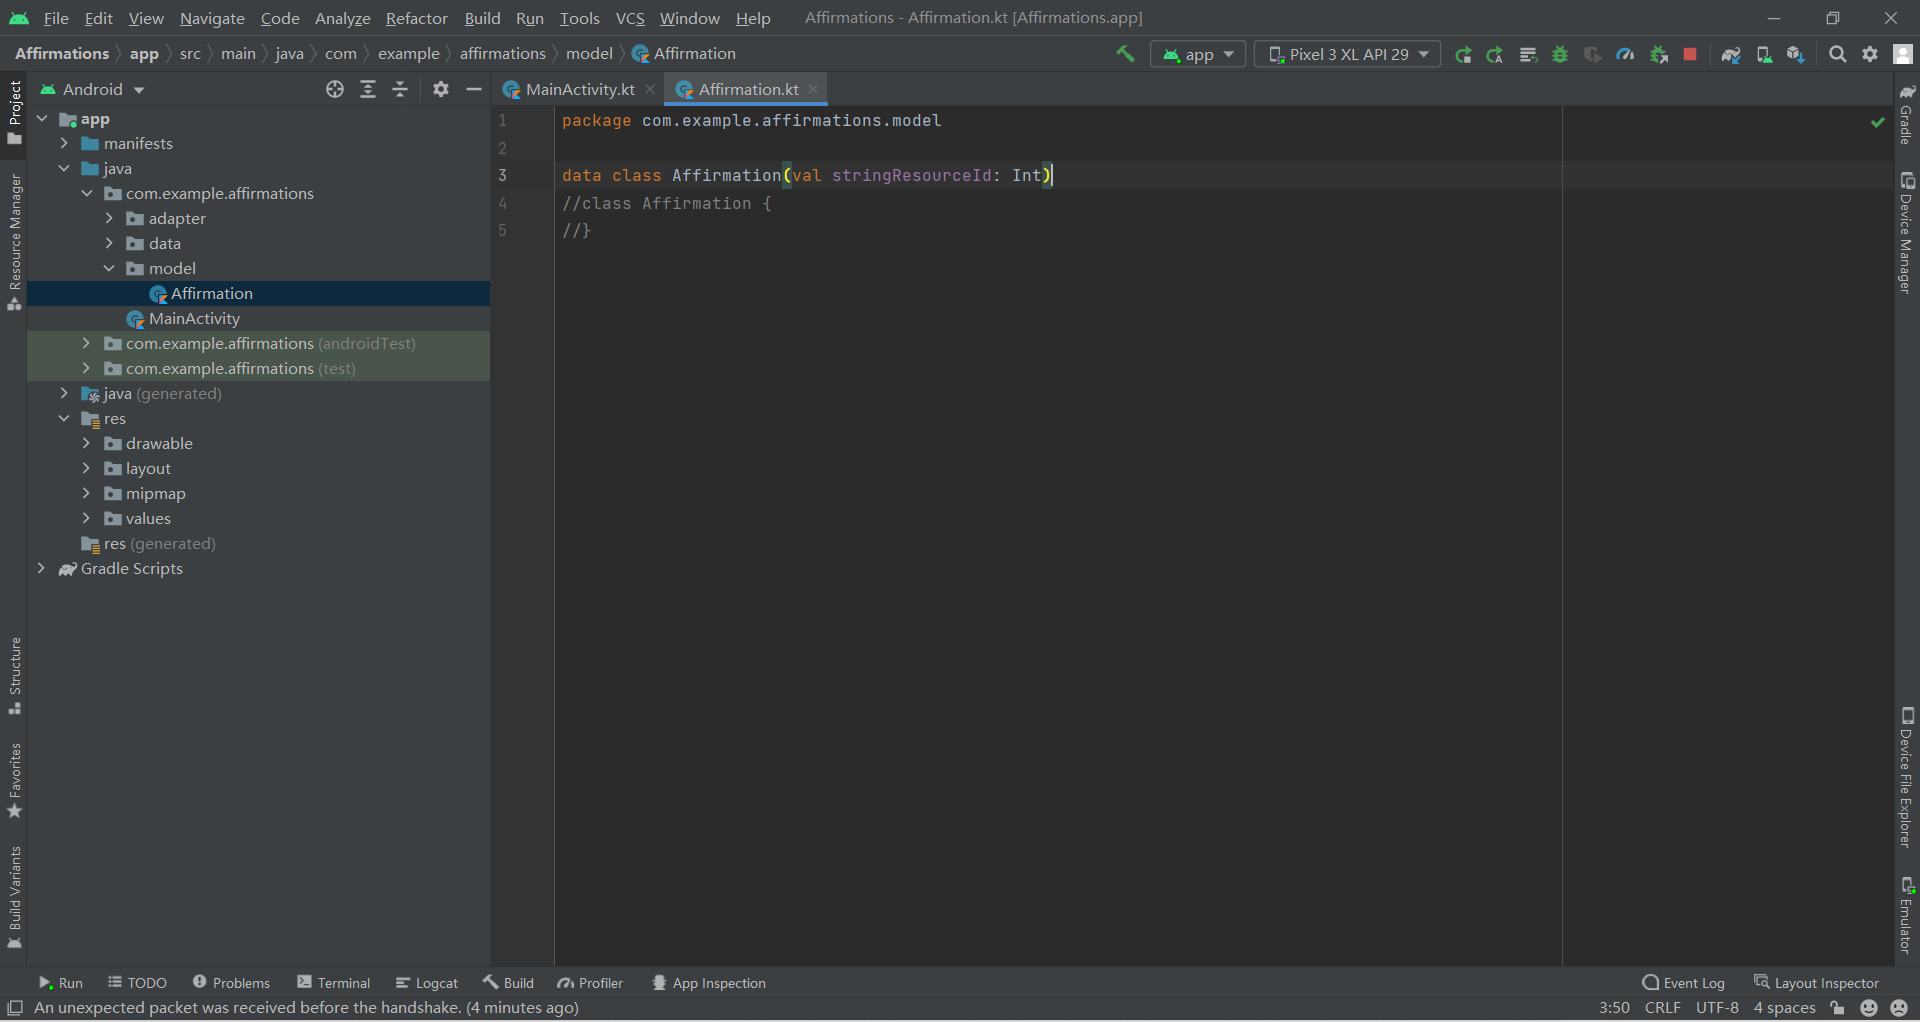 File Edit View Navigate Code Analyze Refactor Build Run Tools VCS Window Help Affirmations - Affirmation.kt [Affirmations.app]
Affirmations app src main java com example affirmations model Affirmation app Pixel 3 XL API 29
Project
Resource Manager
Structure
Favorites
Build Variants
Android
app
manifests
java
com.example.affirmations
adapter
data
model
Affirmation
MainActivity
com.example.affirmations (androidTest)
com.example.affirmations (test)
java (generated)
res
drawable
layout
mipmap
values
res (generated)
Gradle Scripts
MainActivity.kt Affirmation.kt
1 package com.example.affirmations.model
2
3 data class Affirmation(val stringResourceId: Int)
4 //class Affirmation {
5 //}
Gradle
Device Manager
Device File Explorer
Emulator
Run TODO Problems Terminal Logcat Build Profiler App Inspection Event Log Layout Inspector
An unexpected packet was received before the handshake. (4 minutes ago) 3:50 CRLF UTF-8 4 spaces